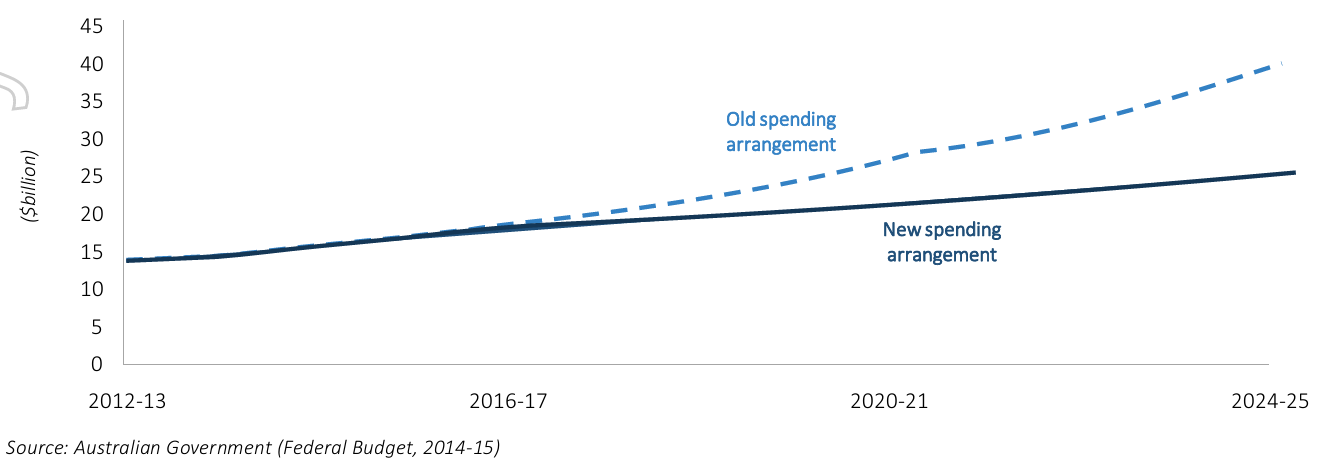 45
40
35
30
25
20
15
10
5
0
($billion)
Old spending
arrangement
New spending
arrangement
2012-13 2016-17 2020-21 2024-25
Source: Australian Government (Federal Budget, 2014-15)